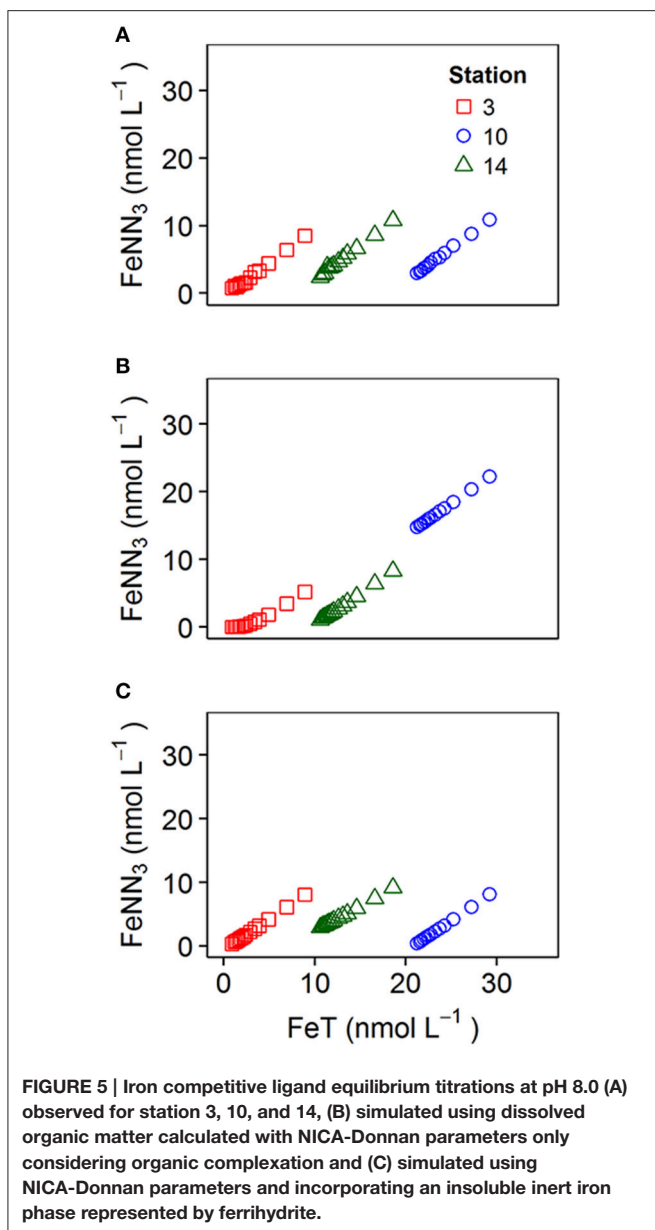 A
FeNN₃ (nmol L⁻¹)
30
20
10
0
Station
3
10
14
B
FeNN₃ (nmol L⁻¹)
30
20
10
0
C
FeNN₃ (nmol L⁻¹)
30
20
10
0
0 10 20 30
FeT (nmol L⁻¹)
FIGURE 5 | Iron competitive ligand equilibrium titrations at pH 8.0 (A)
observed for station 3, 10, and 14, (B) simulated using dissolved
organic matter calculated with NICA-Donnan parameters only
considering organic complexation and (C) simulated using
NICA-Donnan parameters and incorporating an insoluble inert iron
phase represented by ferrihydrite.